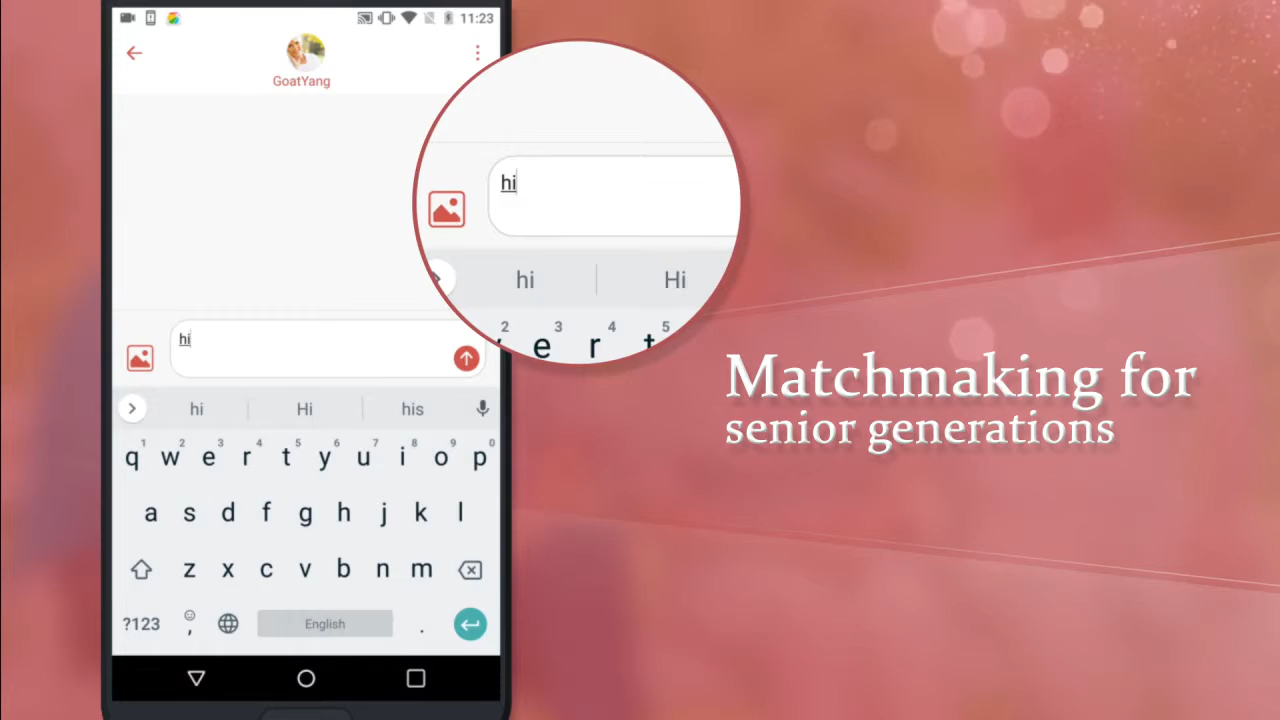 11:23
GoatYang
hi
hi
Hi
2 3 4 5
e r t
hi
hi Hi his
1 2 3 4 5 6 7 8 9 0
q w e r t y u i o p
a s d f g h j k l
z x c v b n m
?123 , English .
Matchmaking for
senior generations